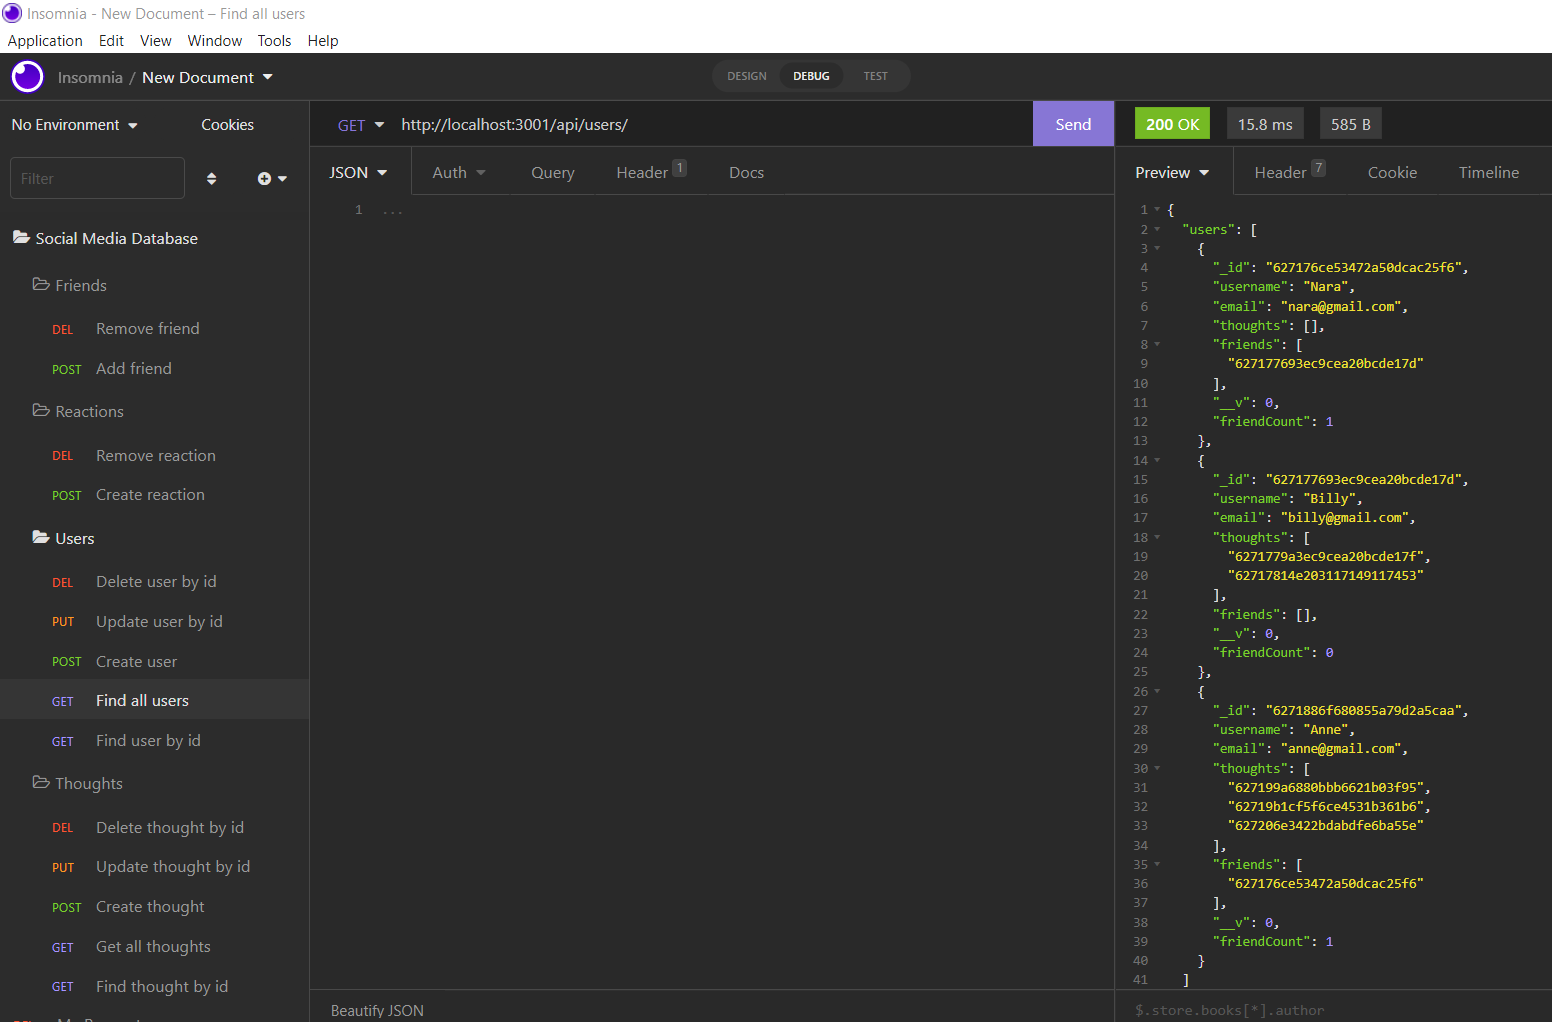 Insomnia - New Document – Find all users
Application Edit View Window Tools Help
Insomnia / New Document
DESIGN DEBUG TEST
No Environment Cookies
Filter
Social Media Database
Friends
DEL Remove friend
POST Add friend
Reactions
DEL Remove reaction
POST Create reaction
Users
DEL Delete user by id
PUT Update user by id
POST Create user
GET Find all users
GET Find user by id
Thoughts
DEL Delete thought by id
PUT Update thought by id
POST Create thought
GET Get all thoughts
GET Find thought by id
GET http://localhost:3001/api/users/ Send
JSON Auth Query Header 1 Docs
1 ...
Beautify JSON
200 OK 15.8 ms 585 B
Preview Header 7 Cookie Timeline
1 {
2 "users": [
3 {
4 "_id": "627176ce53472a50dcac25f6",
5 "username": "Nara",
6 "email": "nara@gmail.com",
7 "thoughts": [],
8 "friends": [
9 "627177693ec9cea20bcde17d"
10 ],
11 "__v": 0,
12 "friendCount": 1
13 },
14 {
15 "_id": "627177693ec9cea20bcde17d",
16 "username": "Billy",
17 "email": "billy@gmail.com",
18 "thoughts": [
19 "6271779a3ec9cea20bcde17f",
20 "62717814e203117149117453"
21 ],
22 "friends": [],
23 "__v": 0,
24 "friendCount": 0
25 },
26 {
27 "_id": "6271886f680855a79d2a5caa",
28 "username": "Anne",
29 "email": "anne@gmail.com",
30 "thoughts": [
31 "627199a6880bbb6621b03f95",
32 "62719b1cf5f6ce4531b361b6",
33 "627206e3422bdabdfe6ba55e"
34 ],
35 "friends": [
36 "627176ce53472a50dcac25f6"
37 ],
38 "__v": 0,
39 "friendCount": 1
40 }
41 ]
$.store.books[*].author